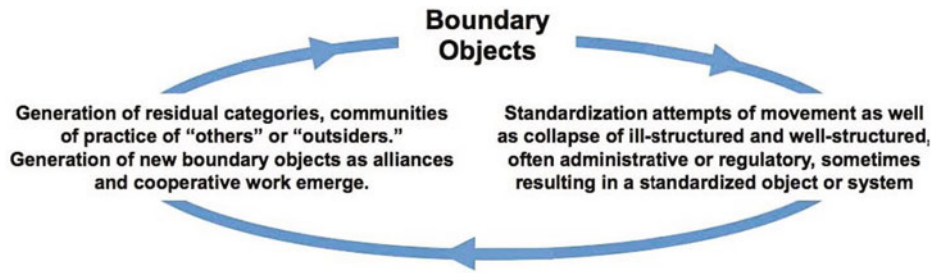 Boundary
Objects
Generation of residual categories, communities
of practice of “others” or “outsiders.”
Generation of new boundary objects as alliances
and cooperative work emerge.
Standardization attempts of movement as well
as collapse of ill-structured and well-structured,
often administrative or regulatory, sometimes
resulting in a standardized object or system